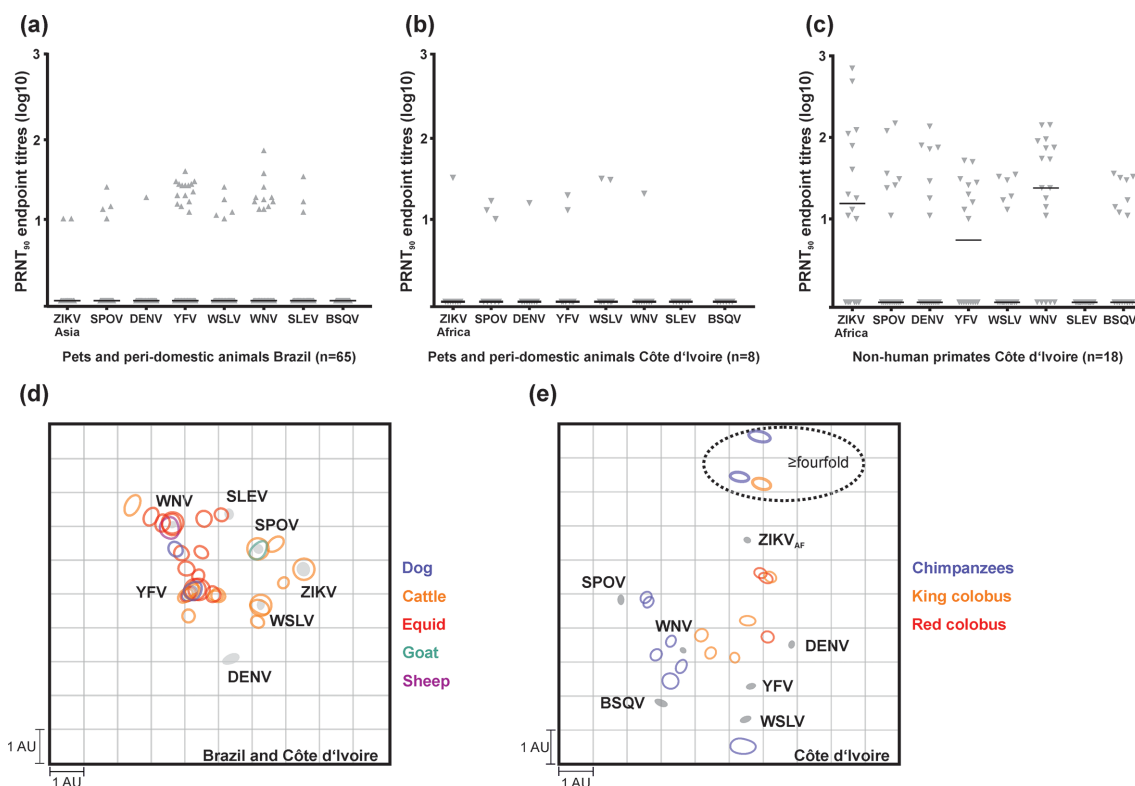 (a)
PRNT₉₀ endpoint titres (log10)
3
2
1
0
ZIKV SPOV DENV YFV WSLV WNV SLEV BSQV
Asia
Pets and peri-domestic animals Brazil (n=65)
(b)
PRNT₉₀ endpoint titres (log10)
3
2
1
0
ZIKV SPOV DENV YFV WSLV WNV SLEV BSQV
Africa
Pets and peri-domestic animals Côte d'Ivoire (n=8)
(c)
PRNT₉₀ endpoint titres (log10)
3
2
1
0
ZIKV SPOV DENV YFV WSLV WNV SLEV BSQV
Africa
Non-human primates Côte d'Ivoire (n=18)
(d)
WNV
SLEV
SPOV
YFV
ZIKV
WSLV
DENV
Dog
Cattle
Equid
Goat
Sheep
1 AU
1 AU
Brazil and Côte d'Ivoire
(e)
≥fourfold
ZIKV_AF
SPOV
WNV
DENV
YFV
BSQV
WSLV
Chimpanzees
King colobus
Red colobus
1 AU
1 AU
Côte d'Ivoire